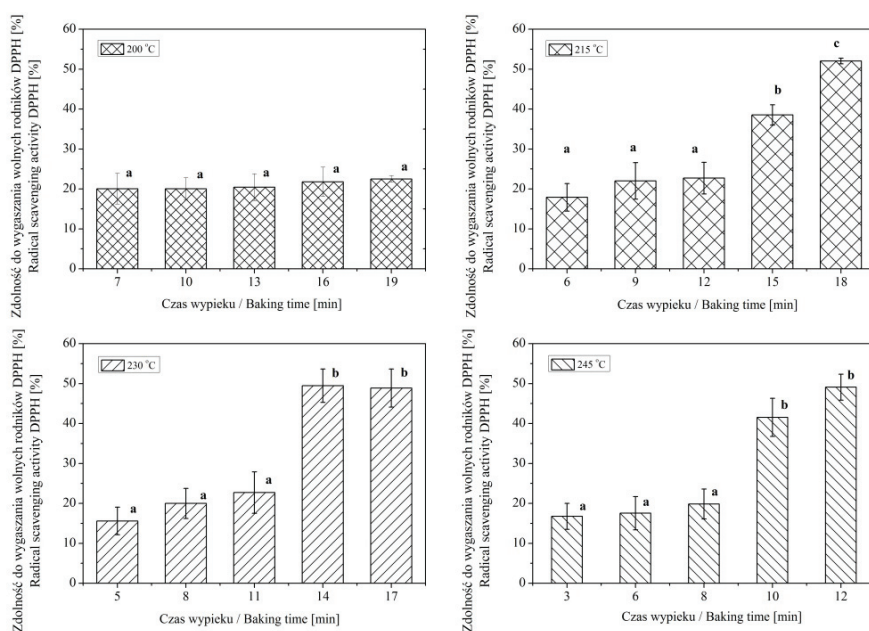 Zdolność do wygaszania wolnych rodników DPPH [%]
Radical scavenging activity DPPH [%]
60
50
40
30
20
10
0
200 °C
a
a
a
a
a
7
10
13
16
19
Czas wypieku / Baking time [min]
Zdolność do wygaszania wolnych rodników DPPH [%]
Radical scavenging activity DPPH [%]
60
50
40
30
20
10
0
215 °C
a
a
a
b
c
6
9
12
15
18
Czas wypieku / Baking time [min]
Zdolność do wygaszania wolnych rodników DPPH [%]
Radical scavenging activity DPPH [%]
60
50
40
30
20
10
0
230 °C
a
a
a
b
b
5
8
11
14
17
Czas wypieku / Baking time [min]
Zdolność do wygaszania wolnych rodników DPPH [%]
Radical scavenging activity DPPH [%]
60
50
40
30
20
10
0
245 °C
a
a
a
b
b
3
6
8
10
12
Czas wypieku / Baking time [min]